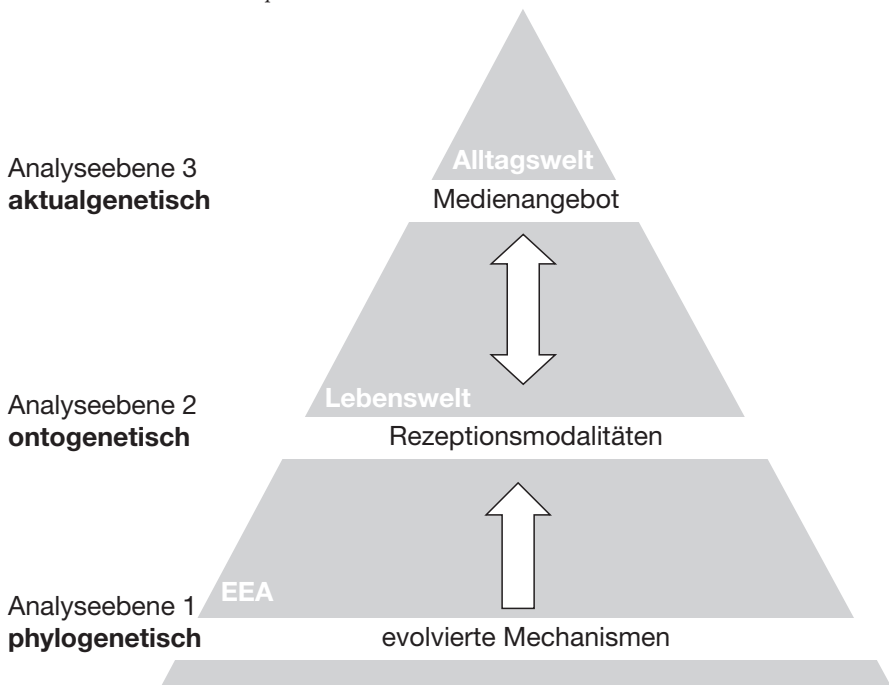 Alltagswelt
Analyseebene 3
aktualgenetisch
Medienangebot
Lebenswelt
Analyseebene 2
ontogenetisch
Rezeptionsmodalitäten
EEA
Analyseebene 1
phylogenetisch
evolvierte Mechanismen